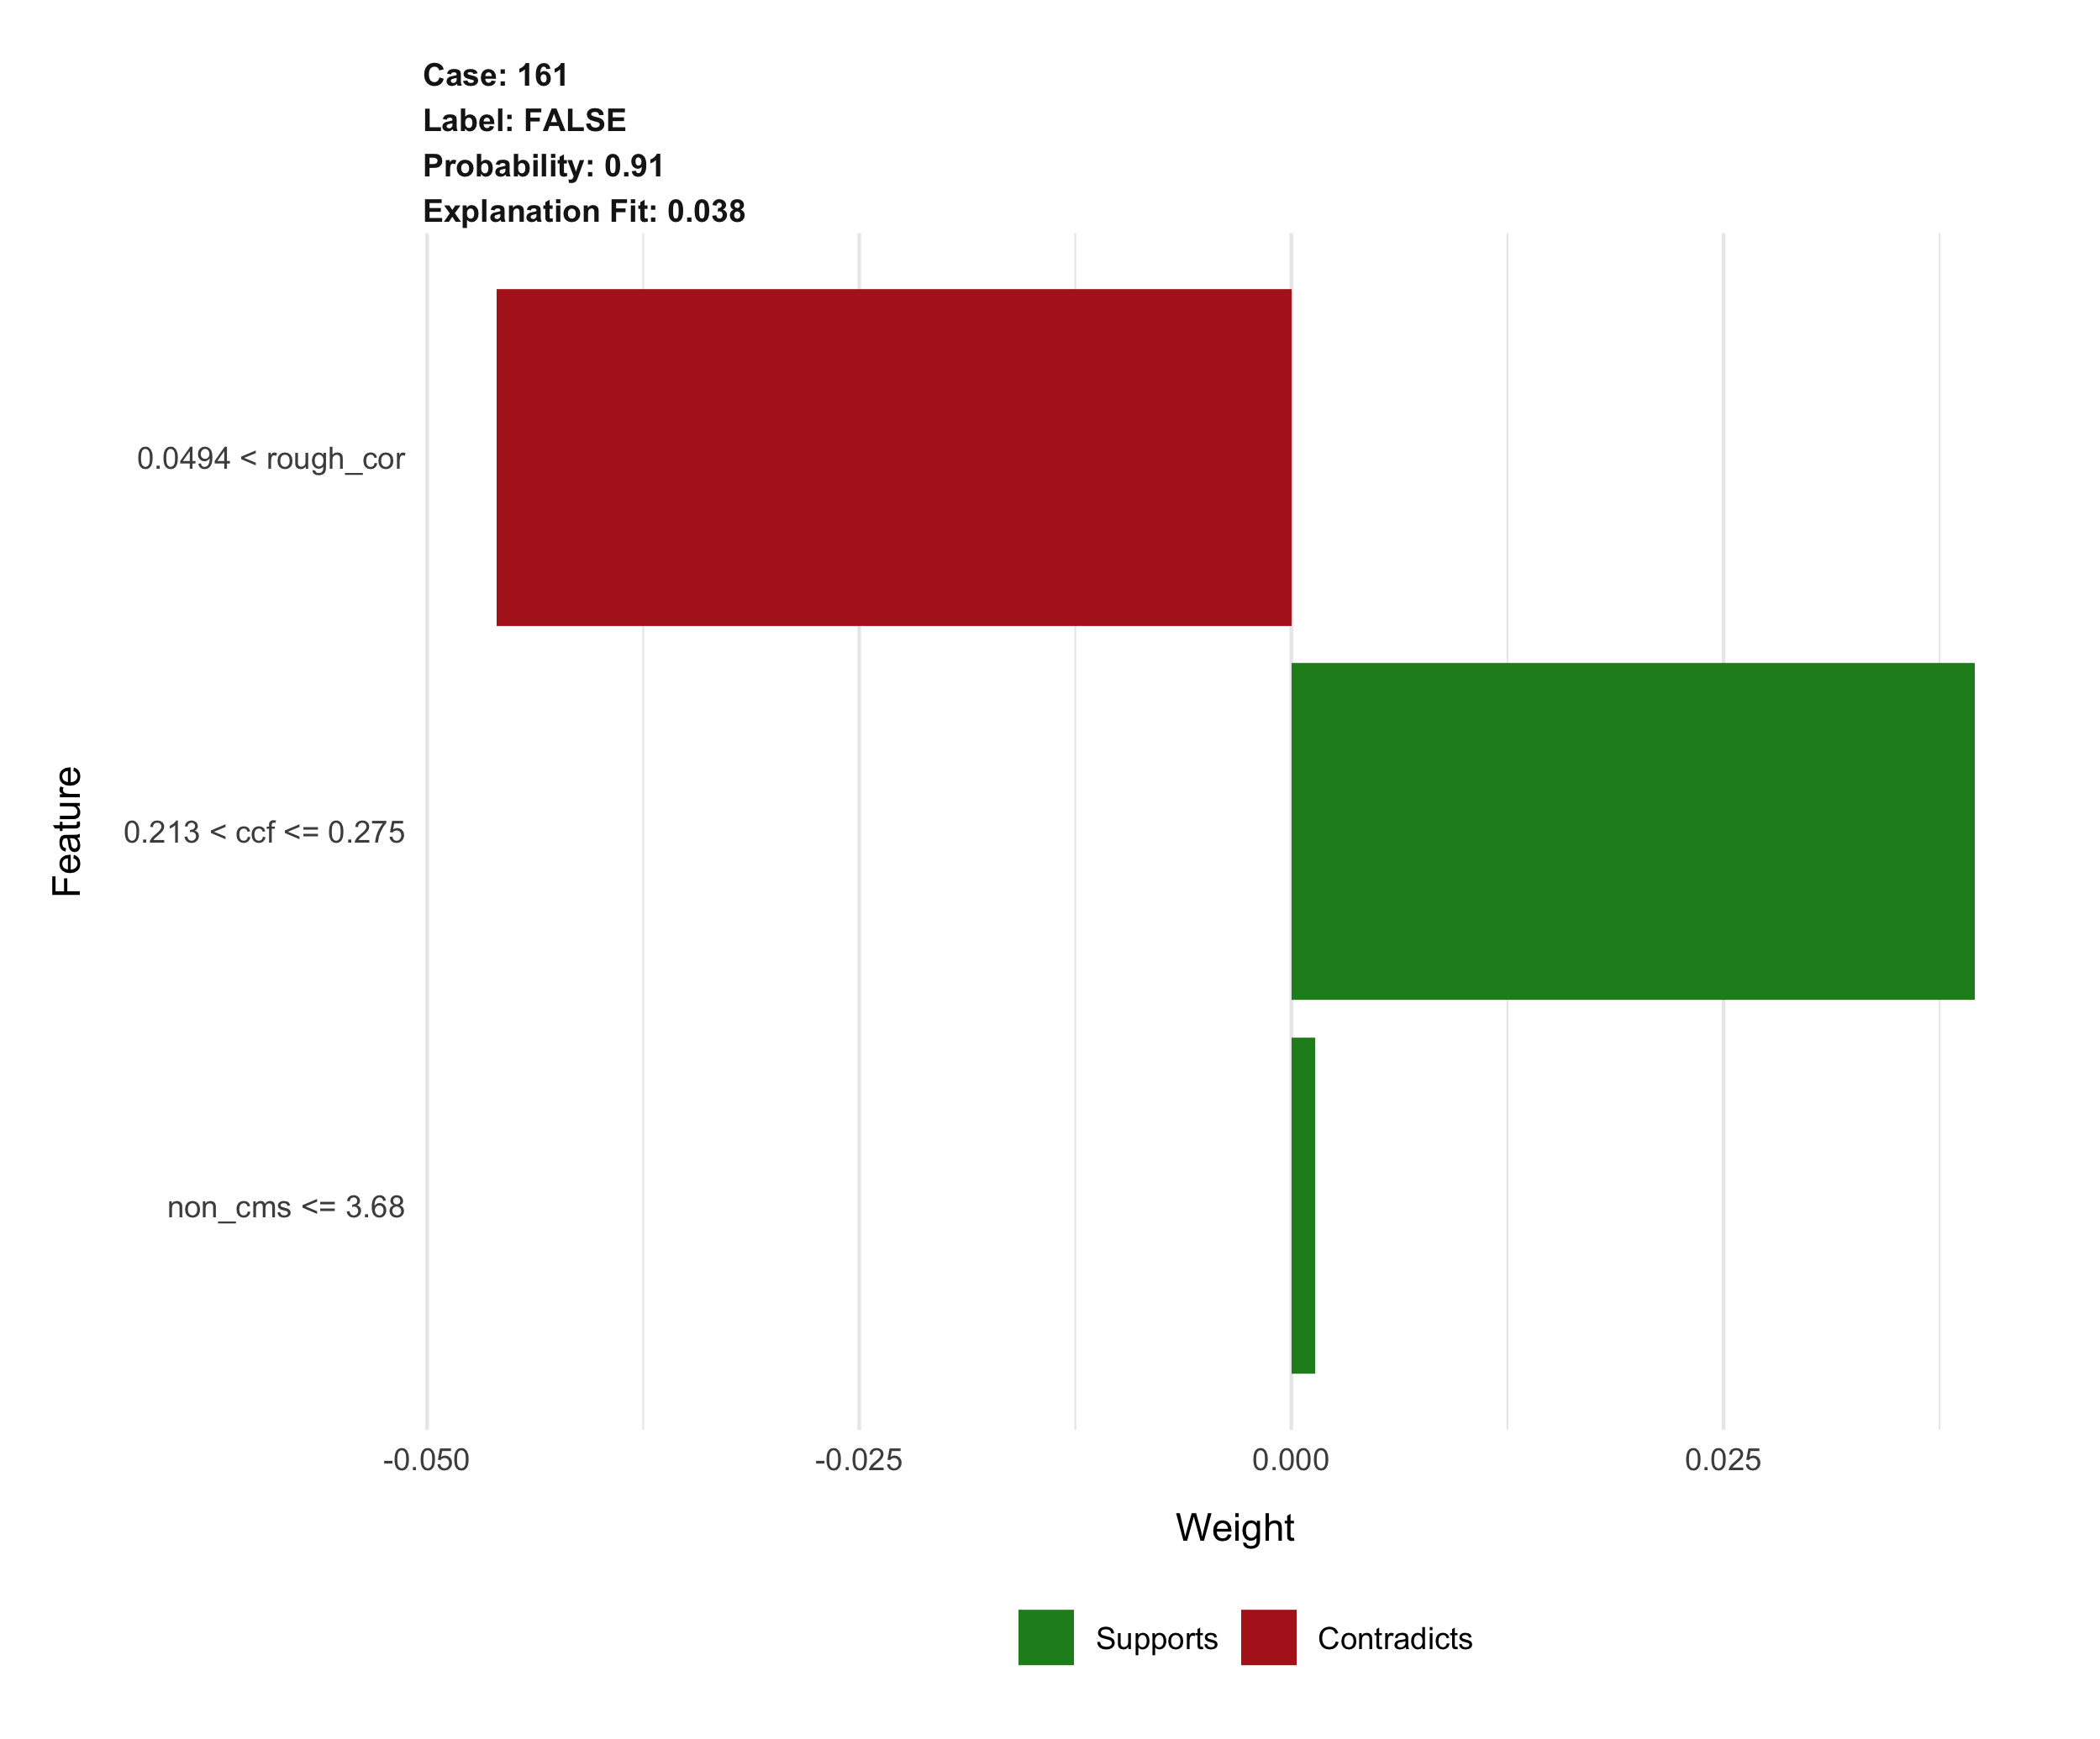 Case: 161
Label: FALSE
Probability: 0.91
Explanation Fit: 0.038
0.0494 < rough_cor
0.213 < ccf <= 0.275
non_cms <= 3.68
Feature
-0.050
-0.025
0.000
0.025
Weight
Supports
Contradicts